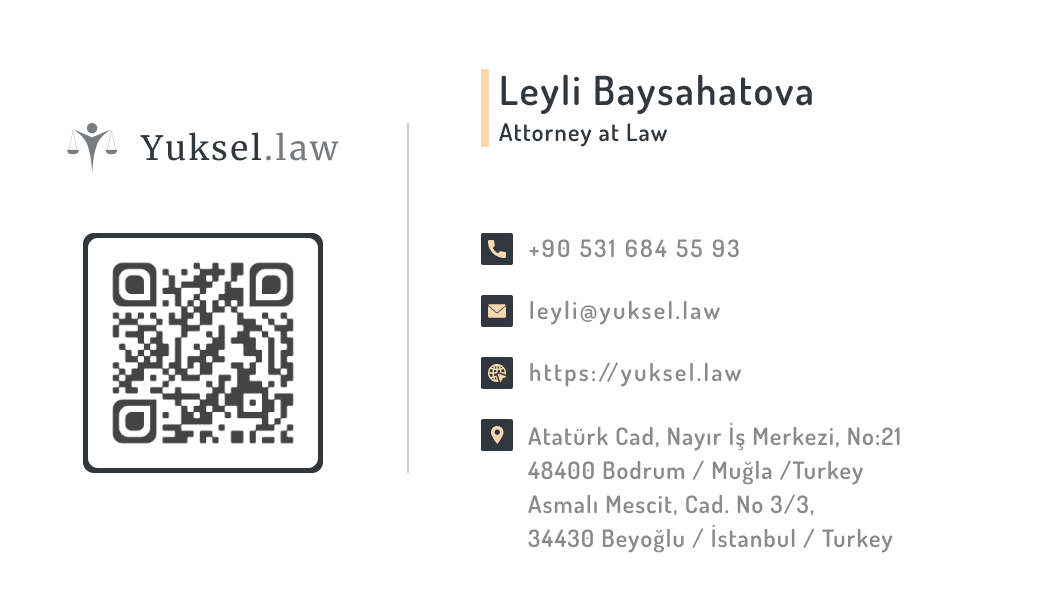 Yuksel.law
Leyli Baysahatova
Attorney at Law
+90 531 684 55 93
leyli@yuksel.law
https://yuksel.law
Atatürk Cad, Nayır İş Merkezi, No:21
48400 Bodrum / Muğla /Turkey
Asmalı Mescit, Cad. No 3/3,
34430 Beyoğlu / İstanbul / Turkey